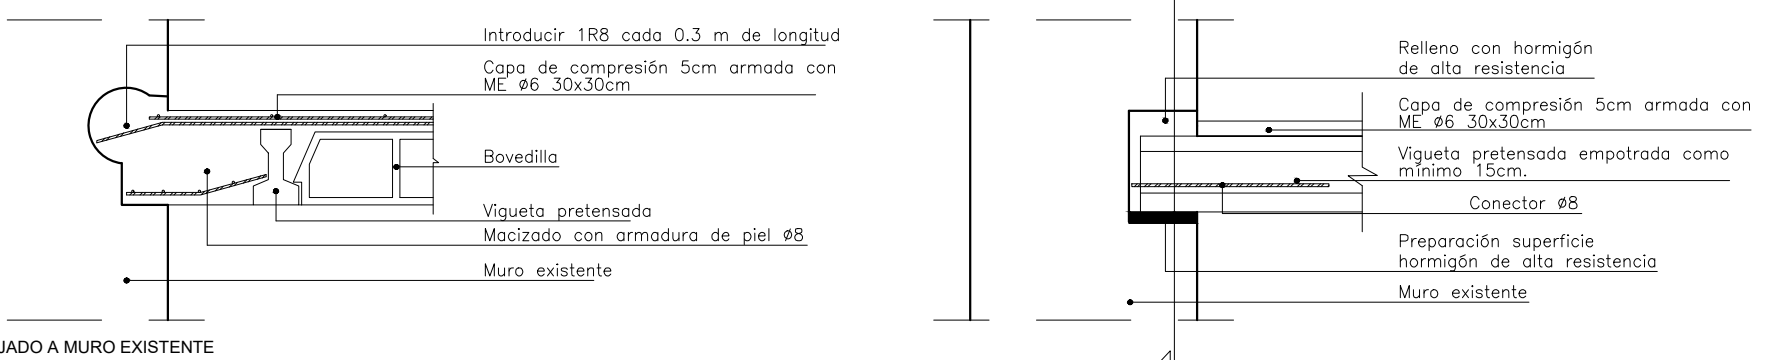 Introducir 1R8 cada 0.3 m de longitud
Capa de compresión 5cm armada con
ME ø6 30x30cm
Bovedilla
Vigueta pretensada
Macizado con armadura de piel ø8
Muro existente
JADO A MURO EXISTENTE
Relleno con hormigón
de alta resistencia
Capa de compresión 5cm armada con
ME ø6 30x30cm
Vigueta pretensada empotrada como
mínimo 15cm.
Conector ø8
Preparación superficie
hormigón de alta resistencia
Muro existente